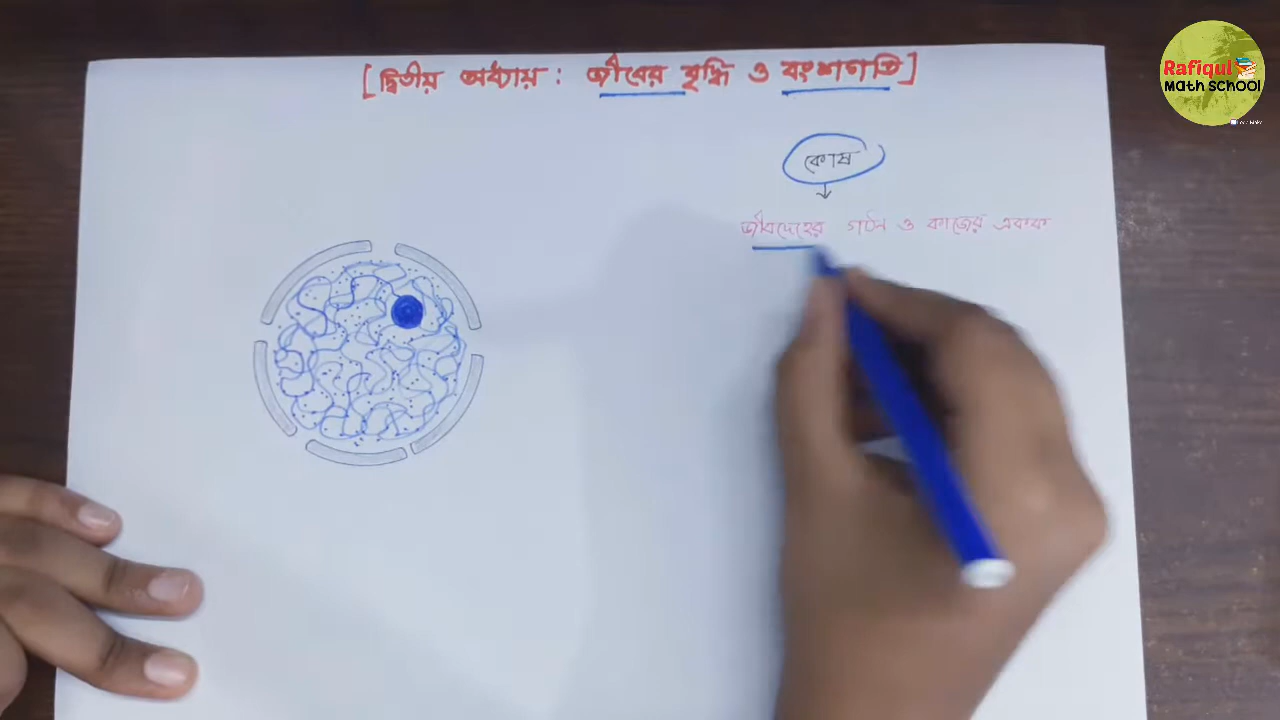 [দ্বিতীয় অধ্যায় : জীবের বৃদ্ধি ও বংশগতি]
Rafiqul
Math School
কোষ
জীবদেহের গঠন ও কাজের একক